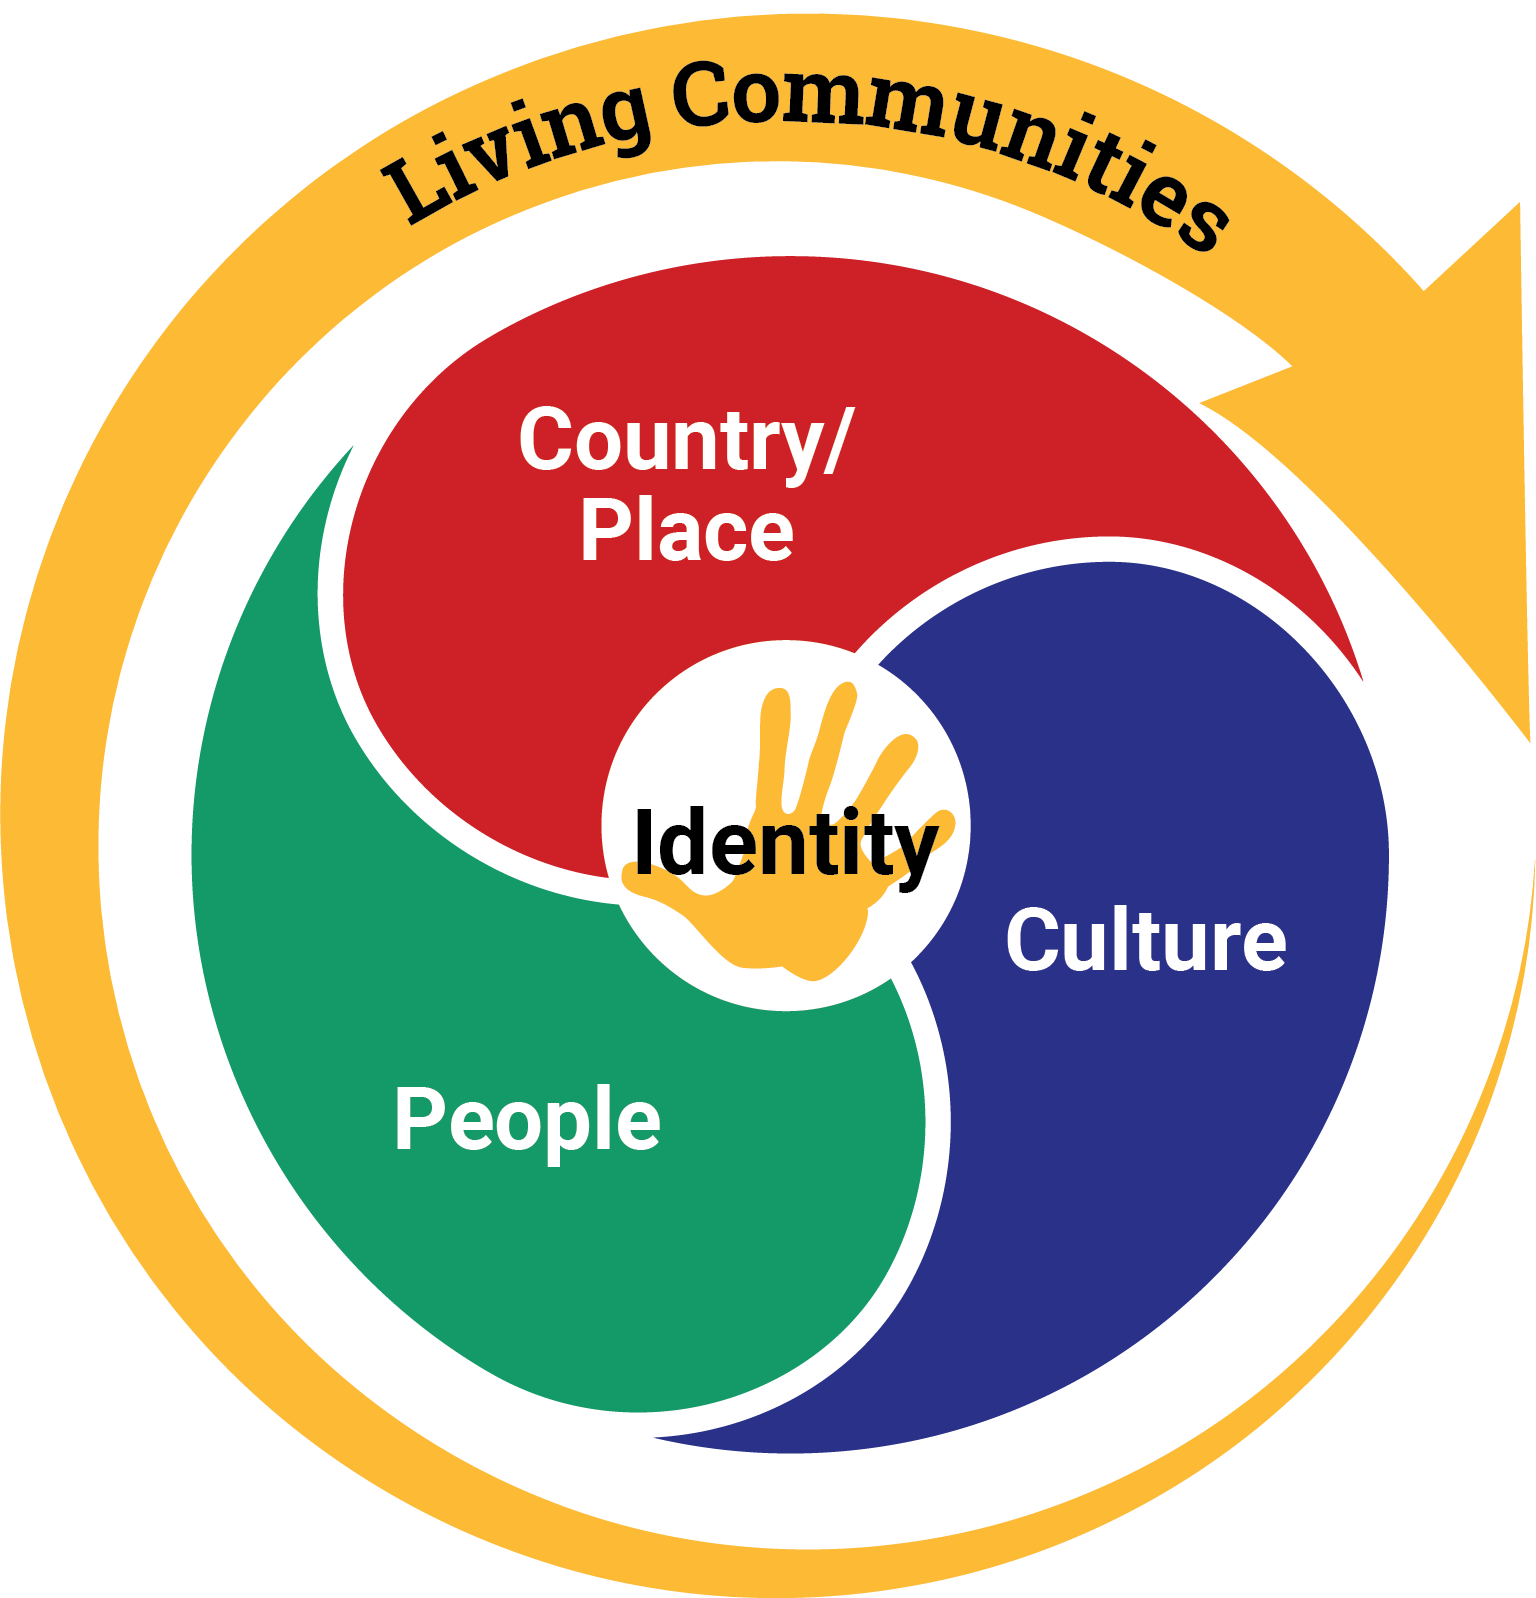 Living Communities
Country/
Place
Identity
Culture
People